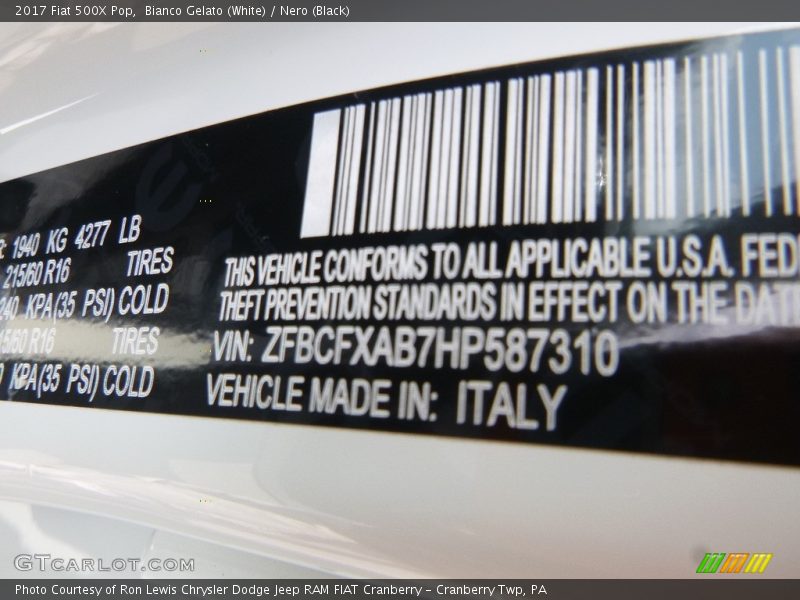 2017 Fiat 500X Pop, Bianco Gelato (White) / Nero (Black)
1940 KG 4277 LB
215/60 R16 TIRES
240 KPA(35 PSI) COLD
R16 TIRES
KPA(35 PSI) COLD
THIS VEHICLE CONFORMS TO ALL APPLICABLE U.S.A. FED
THEFT PREVENTION STANDARDS IN EFFECT ON THE DAT
VIN: ZFBCFXAB7HP587310
VEHICLE MADE IN: ITALY
GTCARLOT.COM
Photo Courtesy of Ron Lewis Chrysler Dodge Jeep RAM FIAT Cranberry - Cranberry Twp, PA